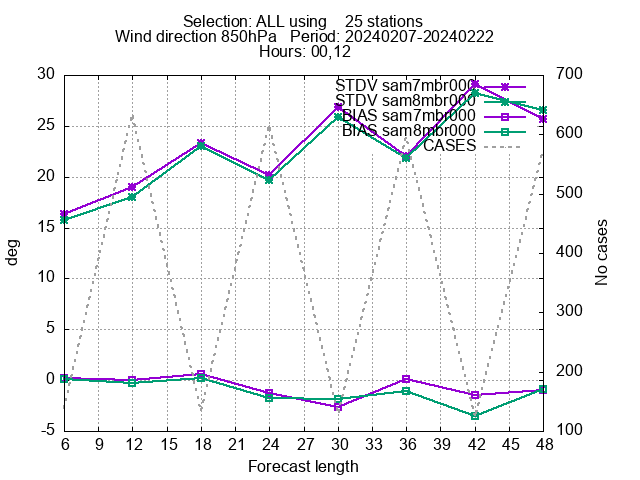 Selection: ALL using    25 stations
Wind direction 850hPa   Period: 20240207-20240222
Hours: 00,12
STDV sam7mbr000
STDV sam8mbr000
BIAS sam7mbr000
BIAS sam8mbr000
CASES
30
25
20
15
10
5
0
-5
deg
700
600
500
400
300
200
100
No cases
6 9 12 15 18 21 24 27 30 33 36 39 42 45 48
Forecast length